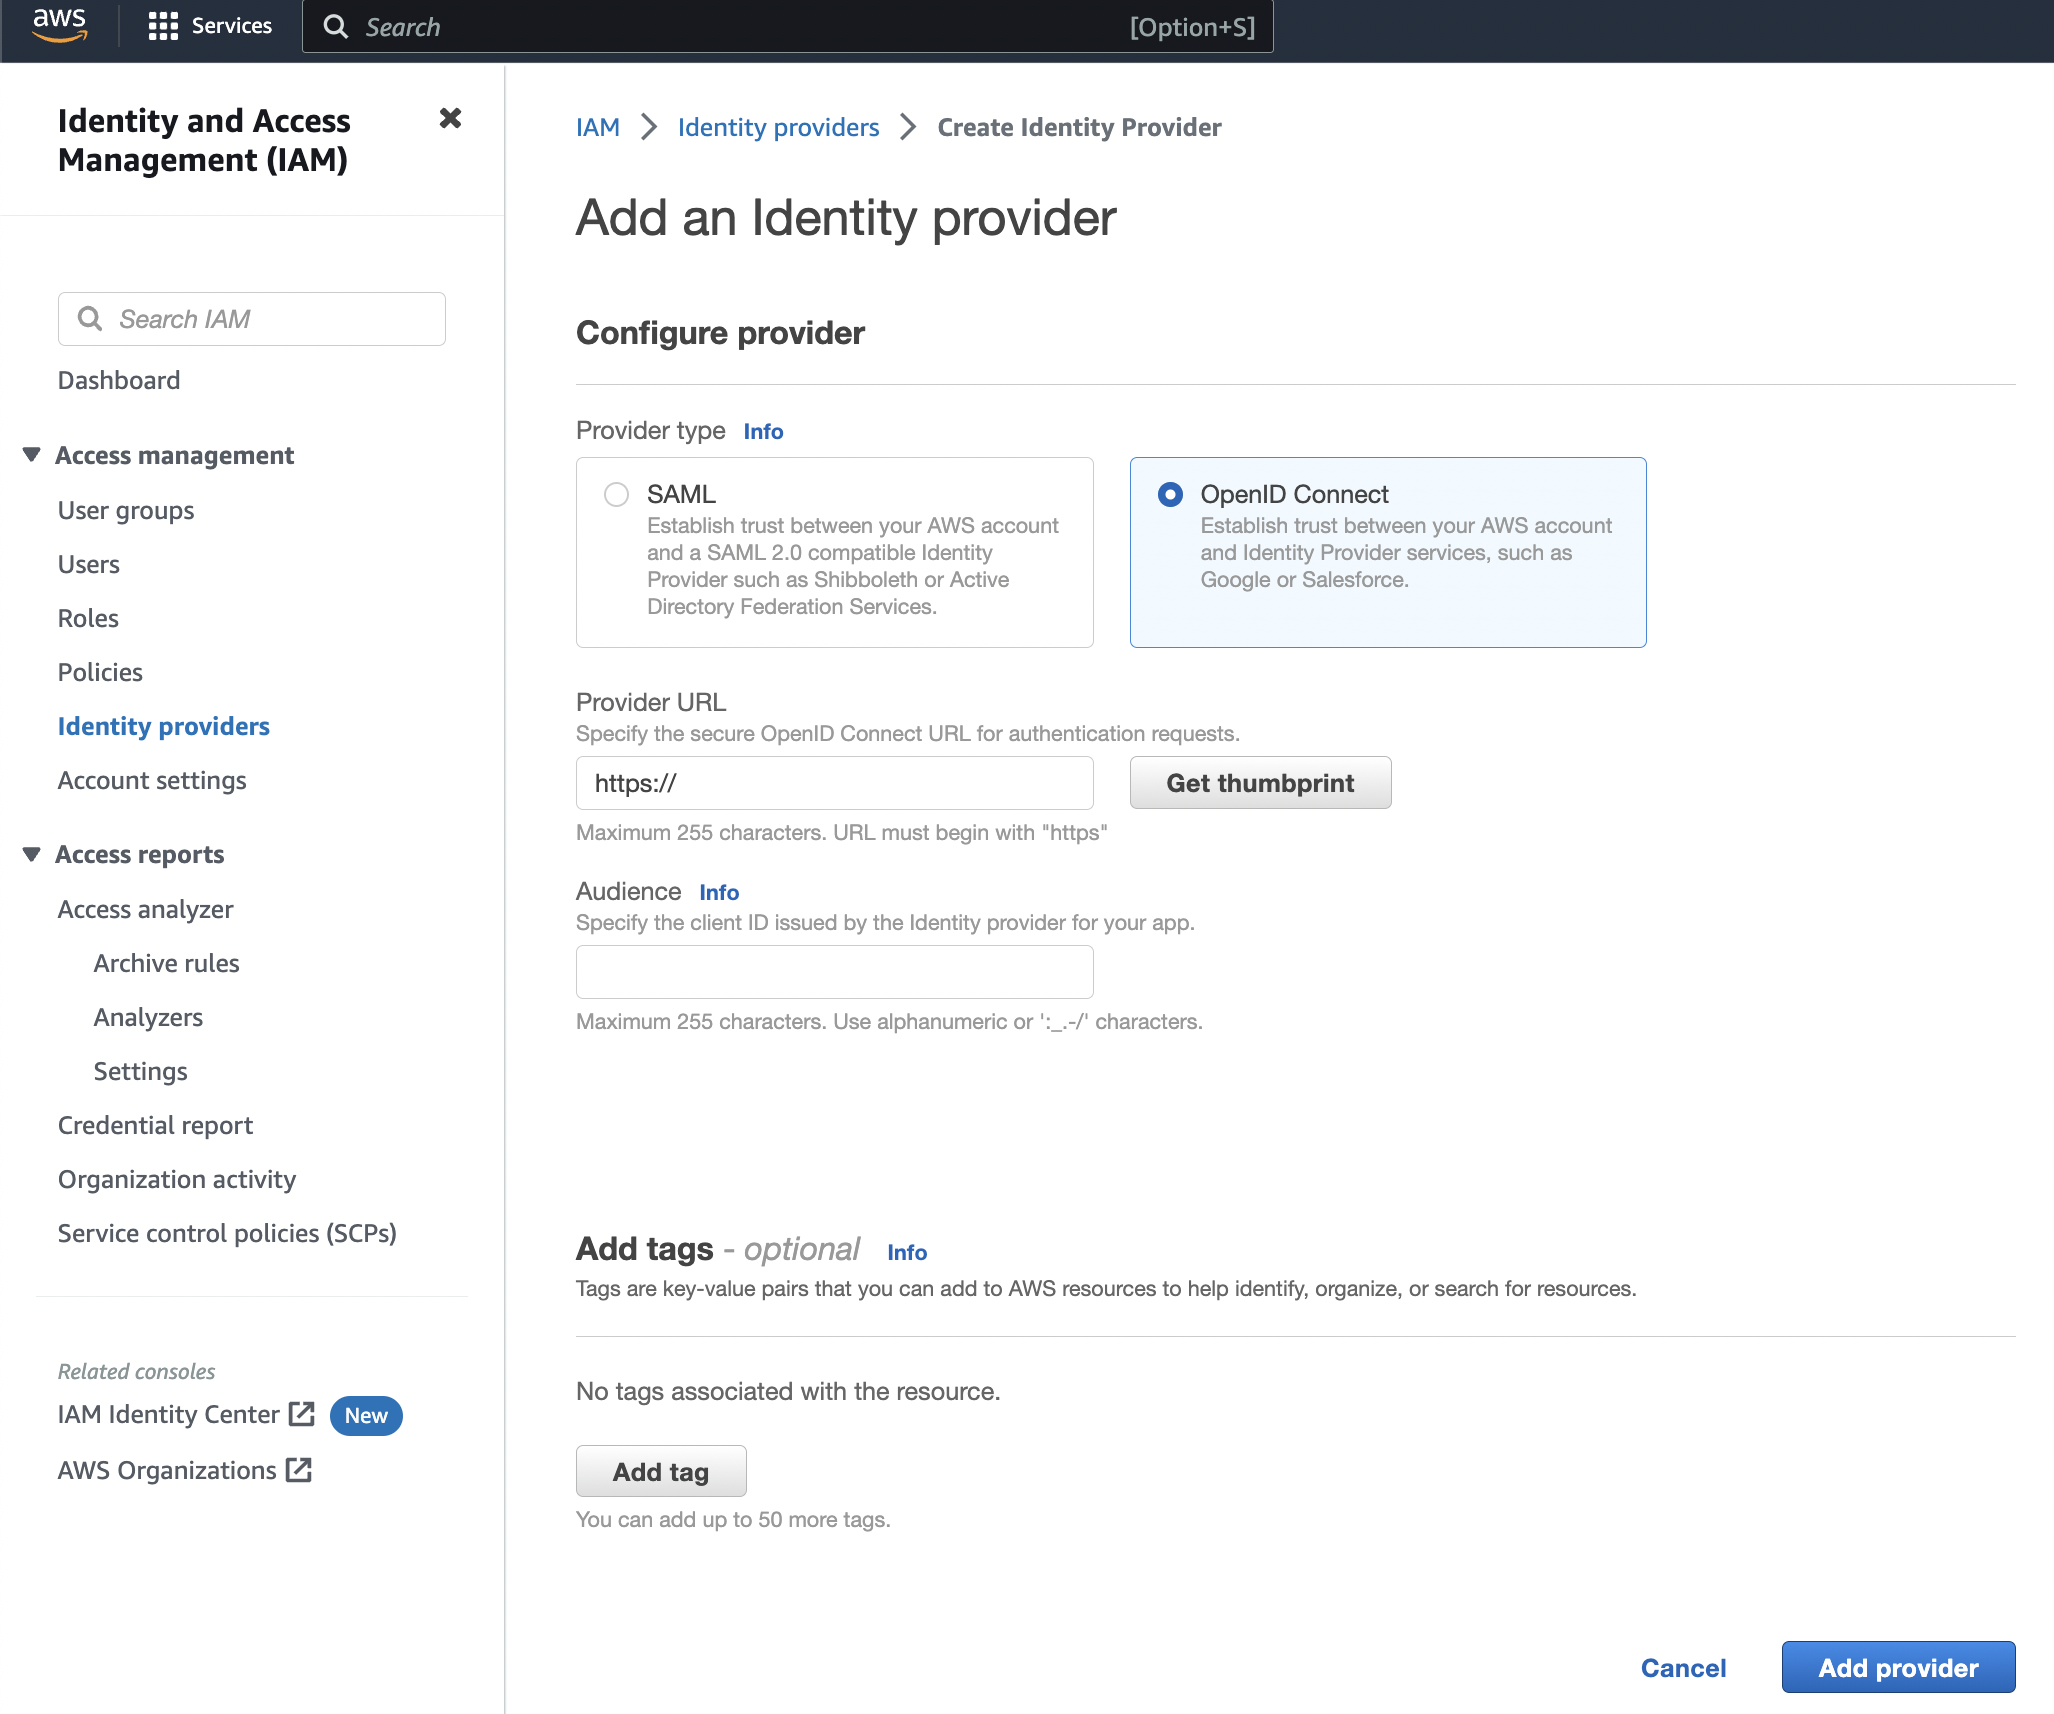 aws
Services
Search
[Option+S]
Identity and Access
Management (IAM)
Search IAM
Dashboard
Access management
User groups
Users
Roles
Policies
Identity providers
Account settings
Access reports
Access analyzer
Archive rules
Analyzers
Settings
Credential report
Organization activity
Service control policies (SCPs)
Related consoles
IAM Identity Center
New
AWS Organizations
IAM > Identity providers > Create Identity Provider
Add an Identity provider
Configure provider
Provider type Info
SAML
Establish trust between your AWS account
and a SAML 2.0 compatible Identity
Provider such as Shibboleth or Active
Directory Federation Services.
OpenID Connect
Establish trust between your AWS account
and Identity Provider services, such as
Google or Salesforce.
Provider URL
Specify the secure OpenID Connect URL for authentication requests.
https://
Get thumbprint
Maximum 255 characters. URL must begin with "https"
Audience Info
Specify the client ID issued by the Identity provider for your app.
Maximum 255 characters. Use alphanumeric or ':_.-/' characters.
Add tags - optional Info
Tags are key-value pairs that you can add to AWS resources to help identify, organize, or search for resources.
No tags associated with the resource.
Add tag
You can add up to 50 more tags.
Cancel
Add provider